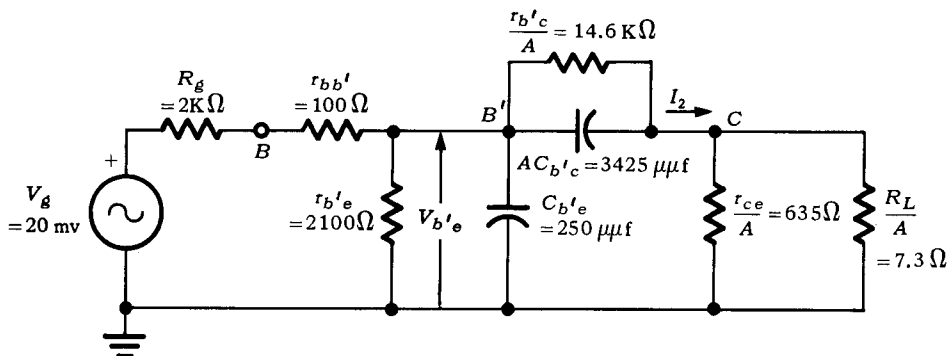 R_g
= 2KΩ
r_bb'
= 100 Ω
B
r_b'c/A = 14.6 KΩ
B'
I_2
C
AC_b'c = 3425 μμf
+
V_g
= 20 mv
r_b'e
= 2100Ω
V_b'e
C_b'e
= 250 μμf
r_ce/A = 635Ω
R_L/A
= 7.3 Ω